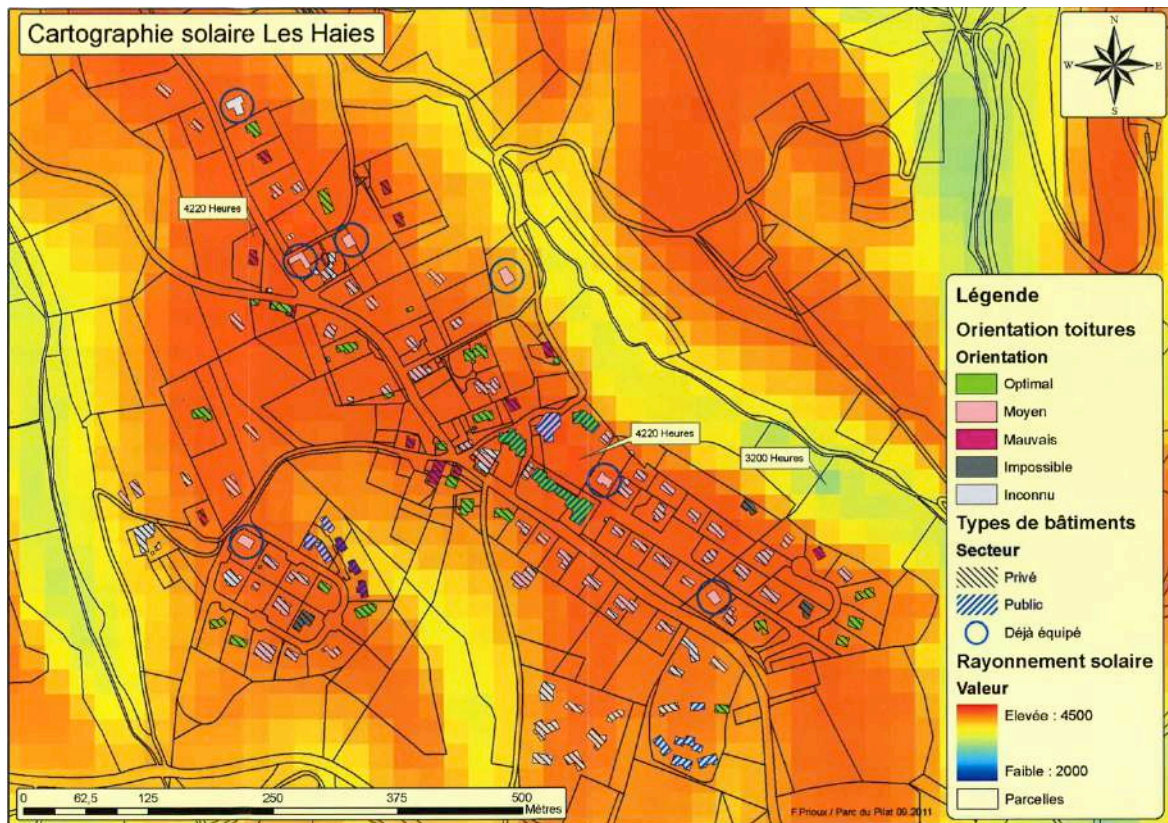 Cartographie solaire Les Haies
N
W
E
S
4220 Heures
4220 Heures
3200 Heures
Légende
Orientation toitures
Orientation
Optimal
Moyen
Mauvais
Impossible
Inconnu
Types de bâtiments
Secteur
Privé
Public
Déjà équipé
Rayonnement solaire
Valeur
Elevée : 4500
Faible : 2000
Parcelles
0 62,5 125 250 375 500
Mètres
F.Prioux / Parc du Pilat 09.2011